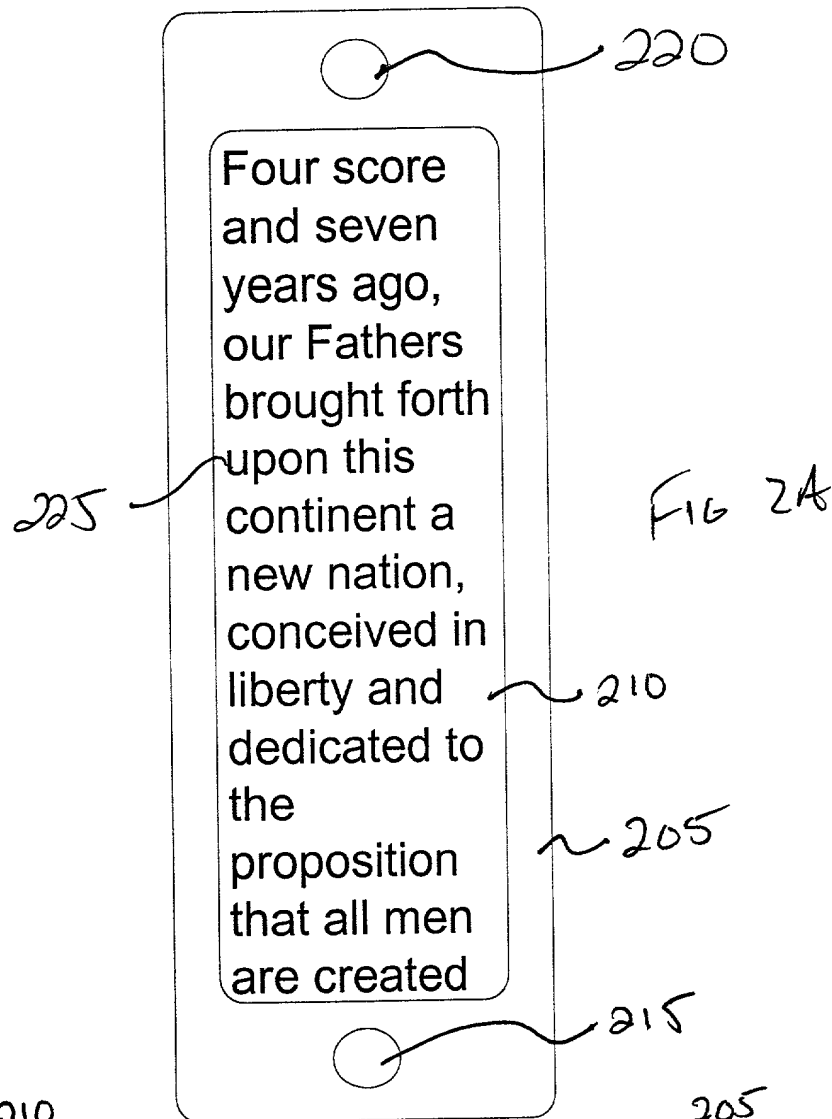 220
Four score
and seven
years ago,
our Fathers
brought forth
upon this
225
continent a
FIG 2A
new nation,
conceived in
liberty and
210
dedicated to
the
205
proposition
that all men
are created
215
210
205